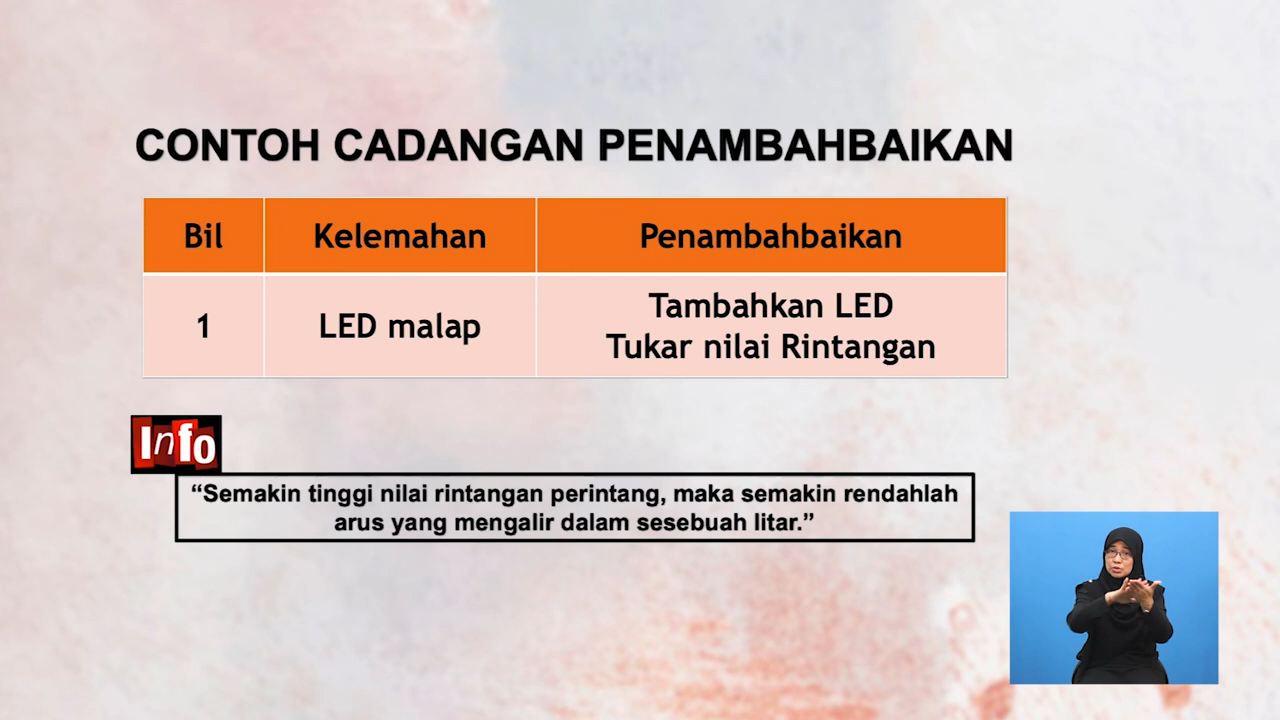 CONTOH CADANGAN PENAMBAHBAIKAN
Bil Kelemahan Penambahbaikan
1 LED malap Tambahkan LED
Tukar nilai Rintangan
Info
“Semakin tinggi nilai rintangan perintang, maka semakin rendahlah
arus yang mengalir dalam sesebuah litar.”